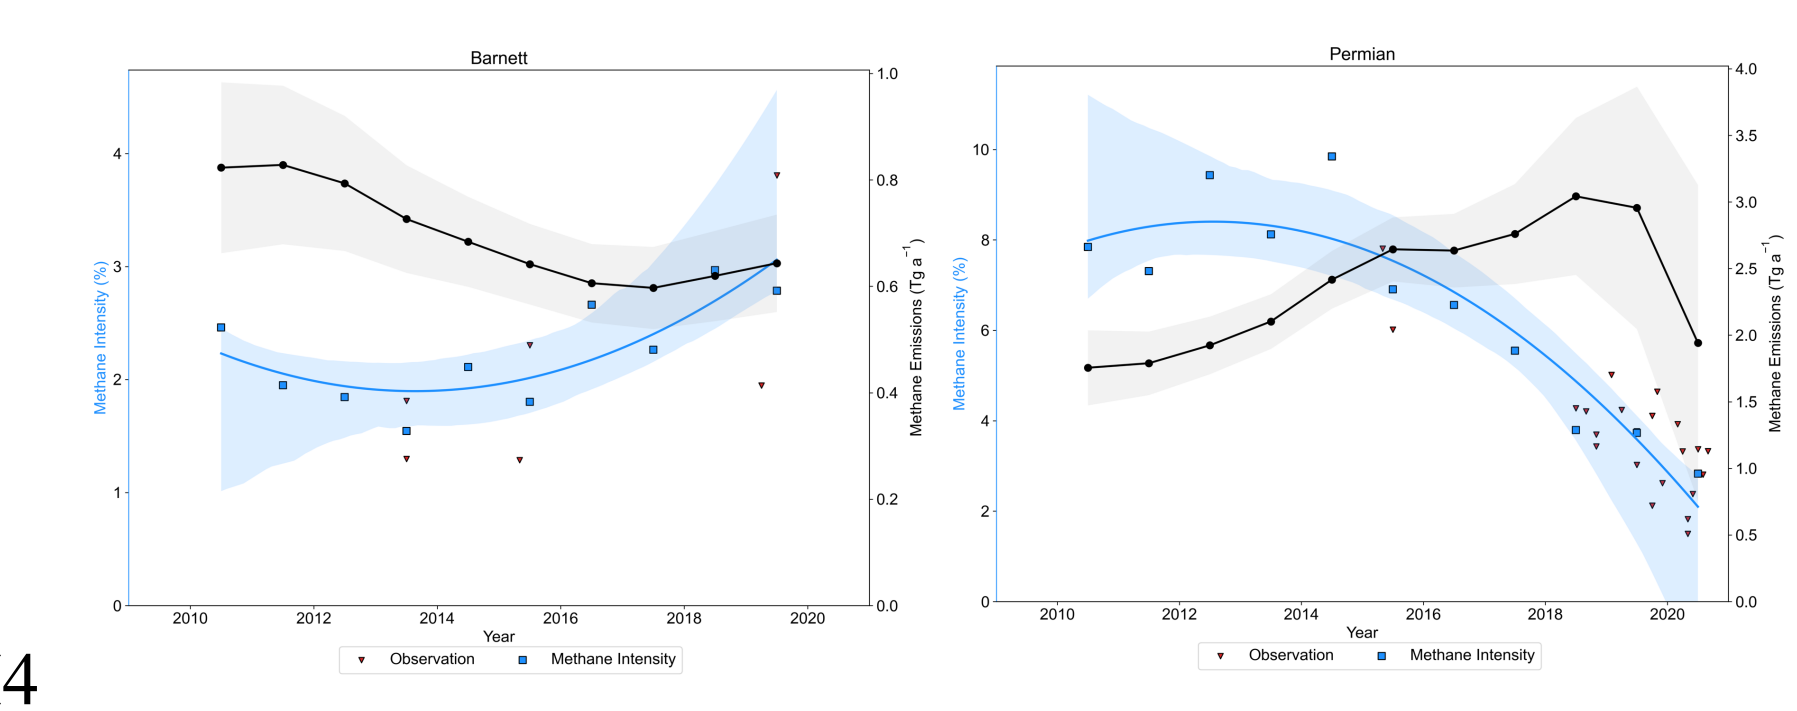 Barnett
4
3
2
1
0
Methane Intensity (%)
1.0
0.8
0.6
0.4
0.2
0.0
Methane Emissions (Tg a⁻¹)
2010 2012 2014 2016 2018 2020
Year
Observation Methane Intensity
Permian
10
8
6
4
2
0
Methane Intensity (%)
4.0
3.5
3.0
2.5
2.0
1.5
1.0
0.5
0.0
Methane Emissions (Tg a⁻¹)
2010 2012 2014 2016 2018 2020
Year
Observation Methane Intensity
4